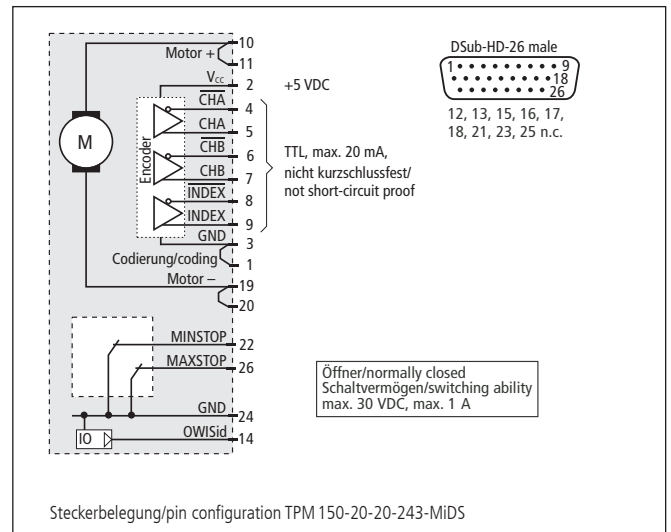 Motor + 10
11
Vcc 2 +5 VDC
CHA 4
CHA 5
CHB 6
CHB 7
INDEX 8
INDEX 9
GND 3
Codierung/coding 1
Motor – 19
20
M
Encoder
TTL, max. 20 mA,
nicht kurzschlussfest/
not short-circuit proof
DSub-HD-26 male
1 9
18
26
12, 13, 15, 16, 17,
18, 21, 23, 25 n.c.
MINSTOP 22
MAXSTOP 26
GND 24
IO OWISid 14
Öffner/normally closed
Schaltvermögen/switching ability
max. 30 VDC, max. 1 A
Steckerbelegung/pin configuration TPM 150-20-20-243-MiDS